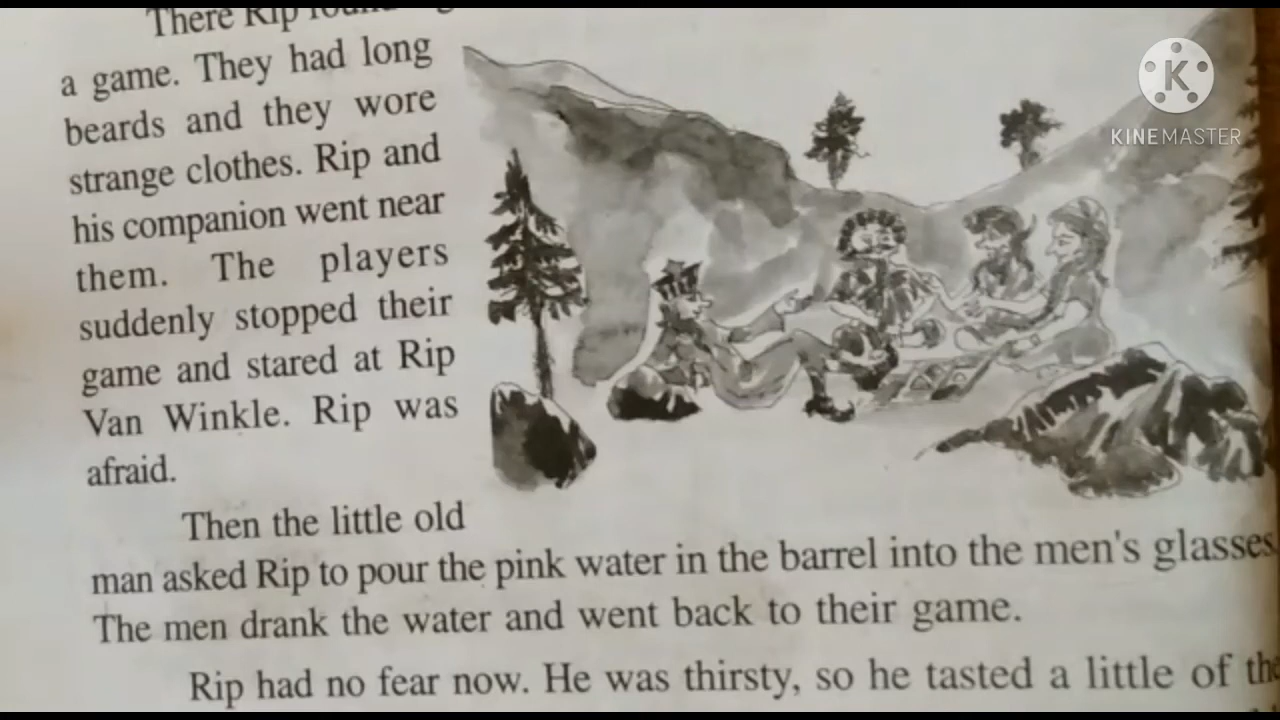 There Rip found
a game. They had long
beards and they wore
strange clothes. Rip and
his companion went near
them. The players
suddenly stopped their
game and stared at Rip
Van Winkle. Rip was
afraid.
Then the little old
man asked Rip to pour the pink water in the barrel into the men's glasses
The men drank the water and went back to their game.
Rip had no fear now. He was thirsty, so he tasted a little of the
K
KINEMASTER